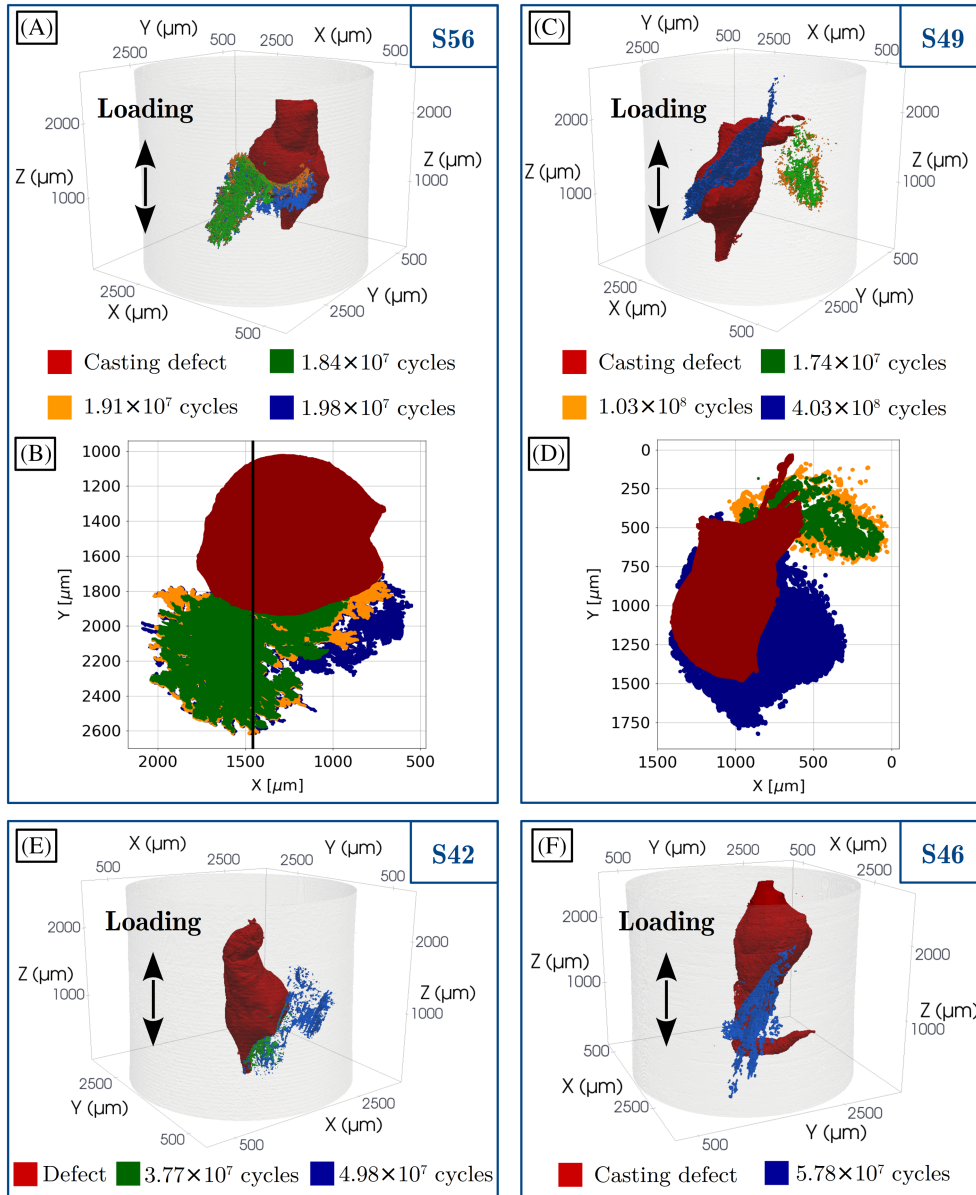 (A)
S56
Y (µm)
X (µm)
2500
500
2500
500
Loading
2000
1000
Z (µm)
2000
1000
Z (µm)
2500
X (µm)
500
500
Y (µm)
2500
Casting defect
1.84×10⁷ cycles
1.91×10⁷ cycles
1.98×10⁷ cycles
(B)
1000
1200
1400
1600
1800
2000
2200
2400
2600
Y [µm]
2000
1500
1000
500
X [µm]
(C)
S49
Y (µm)
X (µm)
2500
500
2500
500
Loading
2000
1000
Z (µm)
2000
1000
Z (µm)
2500
X (µm)
500
500
Y (µm)
2500
Casting defect
1.74×10⁷ cycles
1.03×10⁸ cycles
4.03×10⁸ cycles
(D)
0
250
500
750
1000
1250
1500
1750
Y [µm]
1500
1000
500
0
X [µm]
(E)
S42
X (µm)
Y (µm)
500
2500
2500
500
Loading
2000
1000
Z (µm)
2000
1000
Z (µm)
2500
Y (µm)
500
2500
X (µm)
500
Defect
3.77×10⁷ cycles
4.98×10⁷ cycles
(F)
S46
Y (µm)
X (µm)
500
2500
500
2500
Loading
2000
1000
Z (µm)
2000
1000
Z (µm)
500
X (µm)
2500
2500
Y (µm)
500
Casting defect
5.78×10⁷ cycles